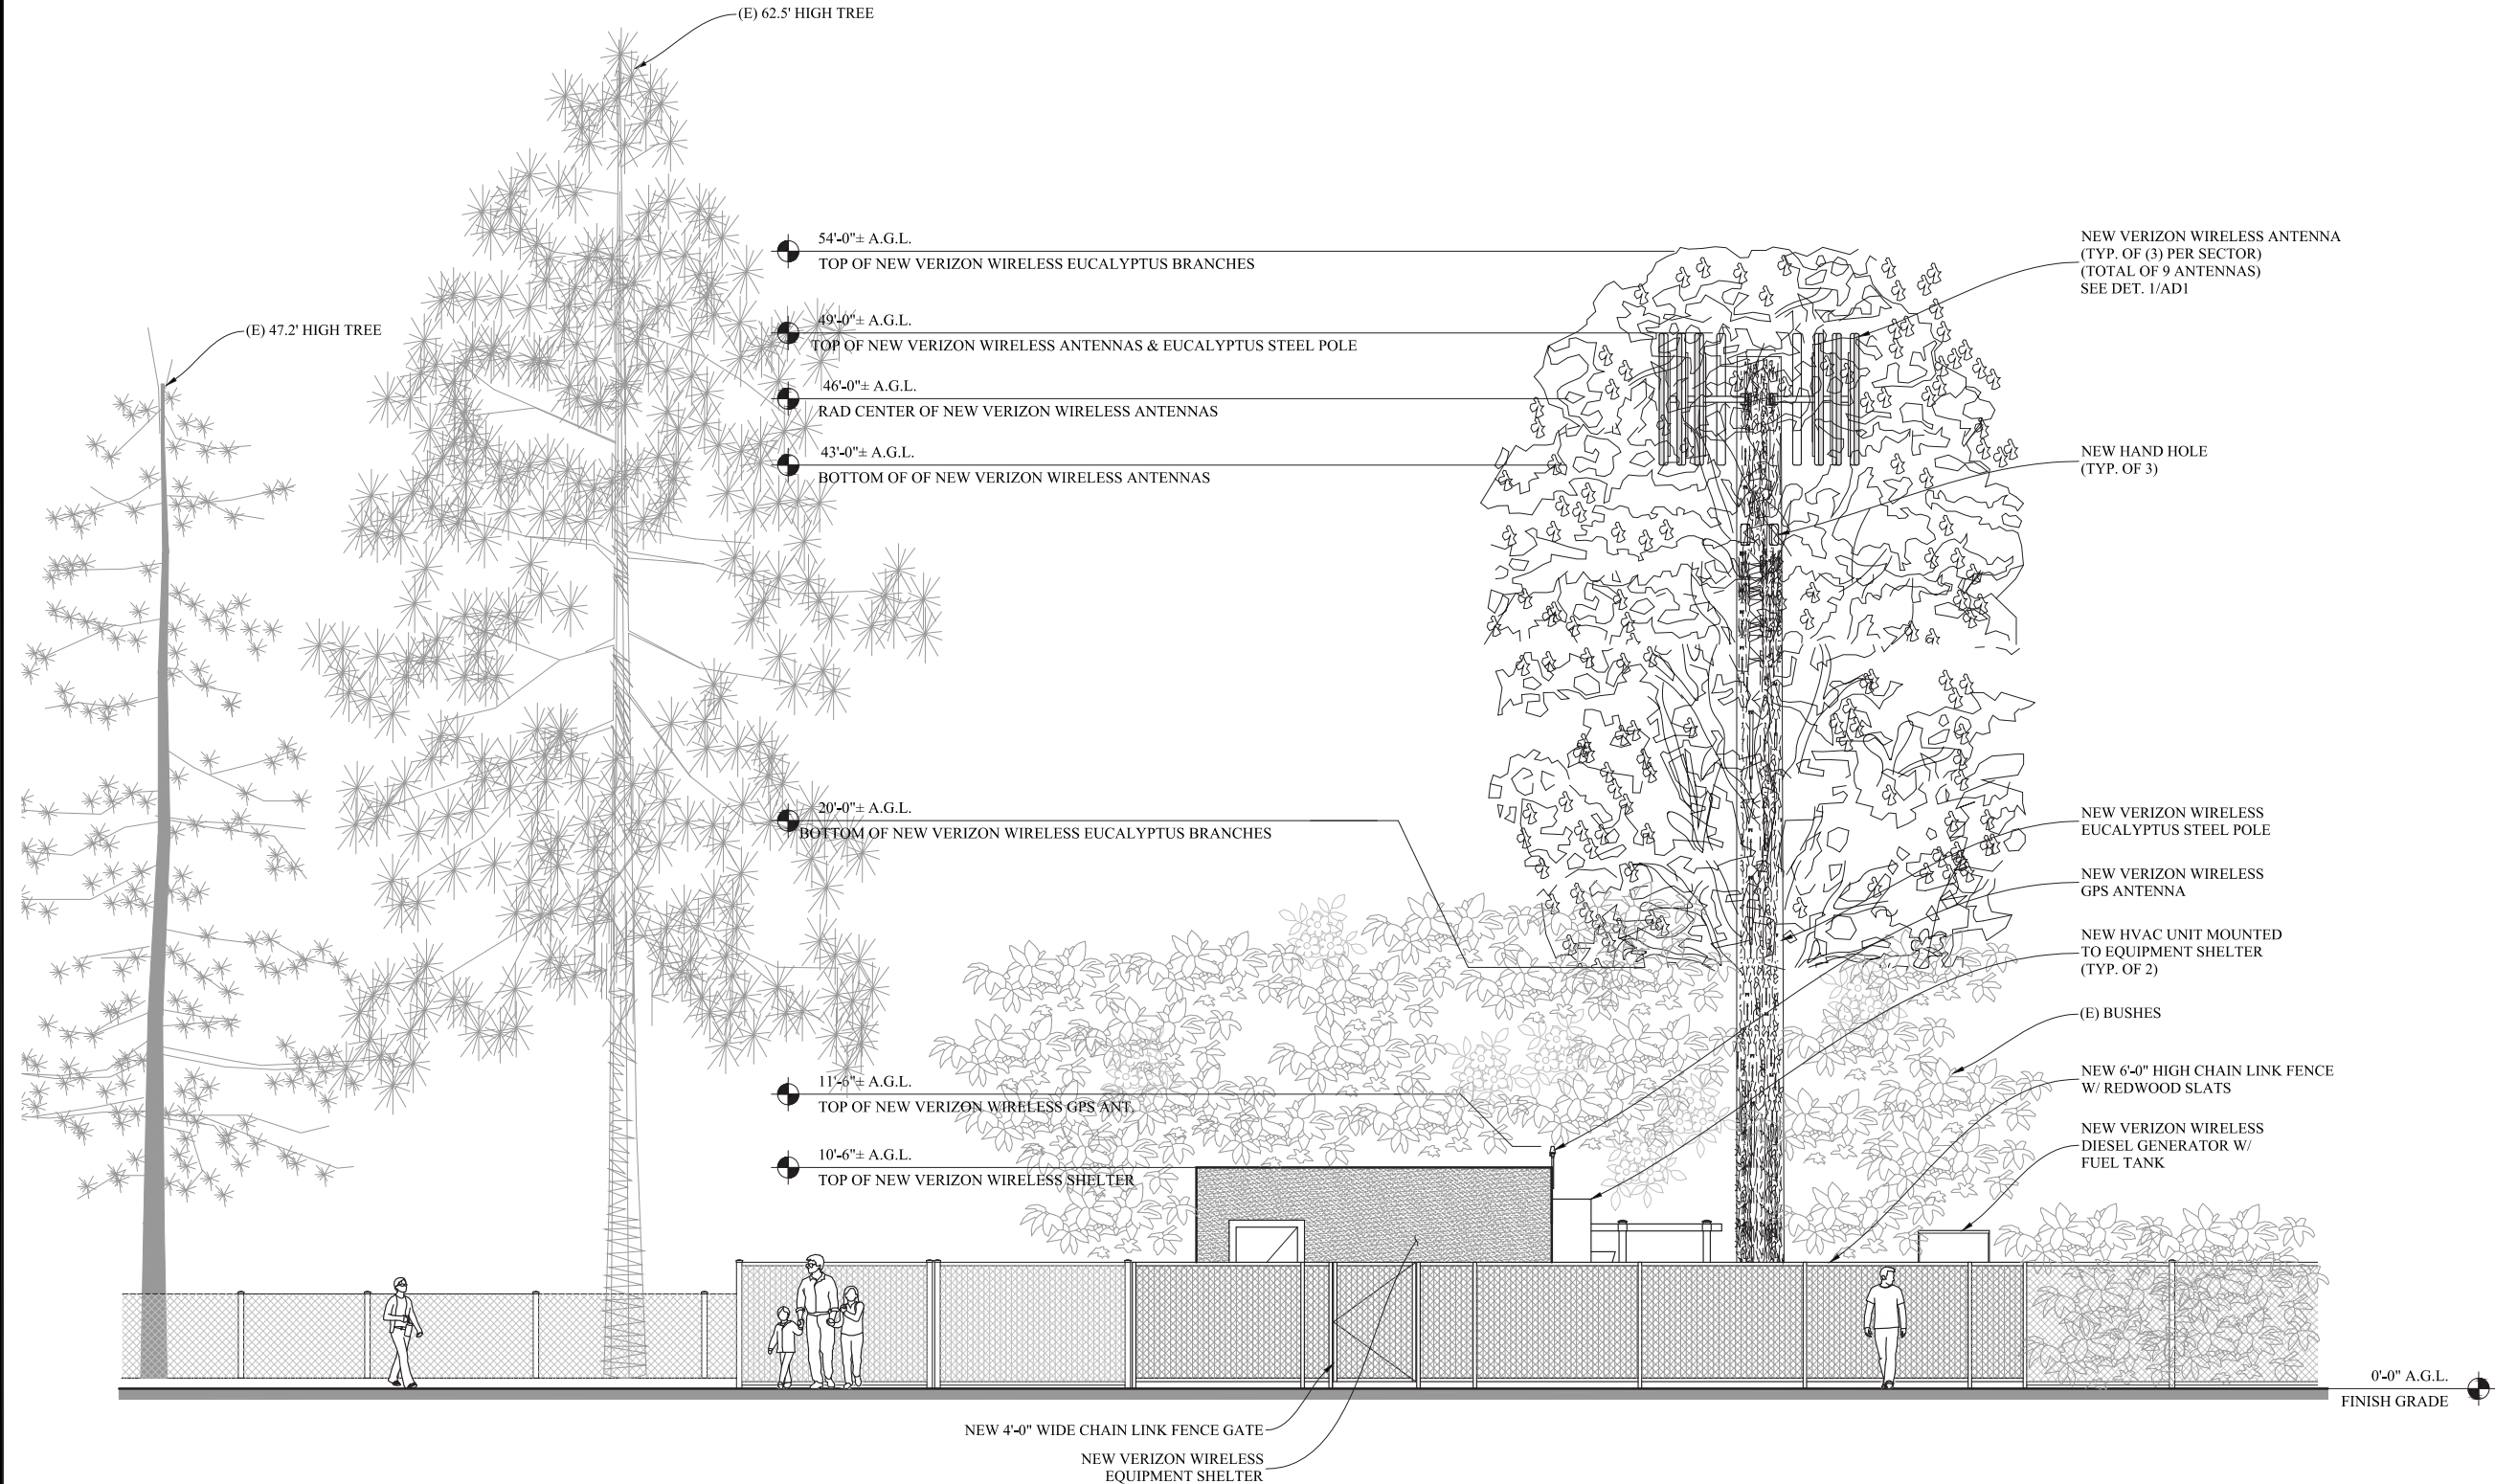 (E) 62.5' HIGH TREE
(E) 47.2' HIGH TREE
54'-0"± A.G.L.
TOP OF NEW VERIZON WIRELESS EUCALYPTUS BRANCHES
49'-0"± A.G.L.
TOP OF NEW VERIZON WIRELESS ANTENNAS & EUCALYPTUS STEEL POLE
46'-0"± A.G.L.
RAD CENTER OF NEW VERIZON WIRELESS ANTENNAS
43'-0"± A.G.L.
BOTTOM OF OF NEW VERIZON WIRELESS ANTENNAS
20'-0"± A.G.L.
BOTTOM OF NEW VERIZON WIRELESS EUCALYPTUS BRANCHES
11'-6"± A.G.L.
TOP OF NEW VERIZON WIRELESS GPS ANT.
10'-6"± A.G.L.
TOP OF NEW VERIZON WIRELESS SHELTER
NEW VERIZON WIRELESS ANTENNA
(TYP. OF (3) PER SECTOR)
(TOTAL OF 9 ANTENNAS)
SEE DET. 1/AD1
NEW HAND HOLE
(TYP. OF 3)
NEW VERIZON WIRELESS
EUCALYPTUS STEEL POLE
NEW VERIZON WIRELESS
GPS ANTENNA
NEW HVAC UNIT MOUNTED
TO EQUIPMENT SHELTER
(TYP. OF 2)
(E) BUSHES
NEW 6'-0" HIGH CHAIN LINK FENCE
W/ REDWOOD SLATS
NEW VERIZON WIRELESS
DIESEL GENERATOR W/
FUEL TANK
0'-0" A.G.L.
FINISH GRADE
NEW 4'-0" WIDE CHAIN LINK FENCE GATE
NEW VERIZON WIRELESS
EQUIPMENT SHELTER